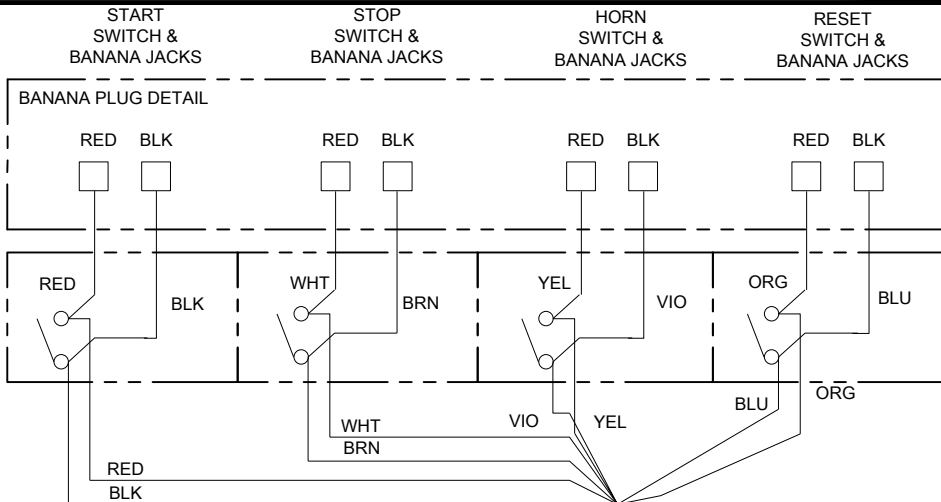 START
SWITCH &
BANANA JACKS
STOP
SWITCH &
BANANA JACKS
HORN
SWITCH &
BANANA JACKS
RESET
SWITCH &
BANANA JACKS
BANANA PLUG DETAIL
RED BLK
RED BLK
RED BLK
RED BLK
RED
BLK
WHT
BRN
YEL
VIO
ORG
BLU
WHT
BRN
VIO
YEL
BLU
ORG
RED
BLK